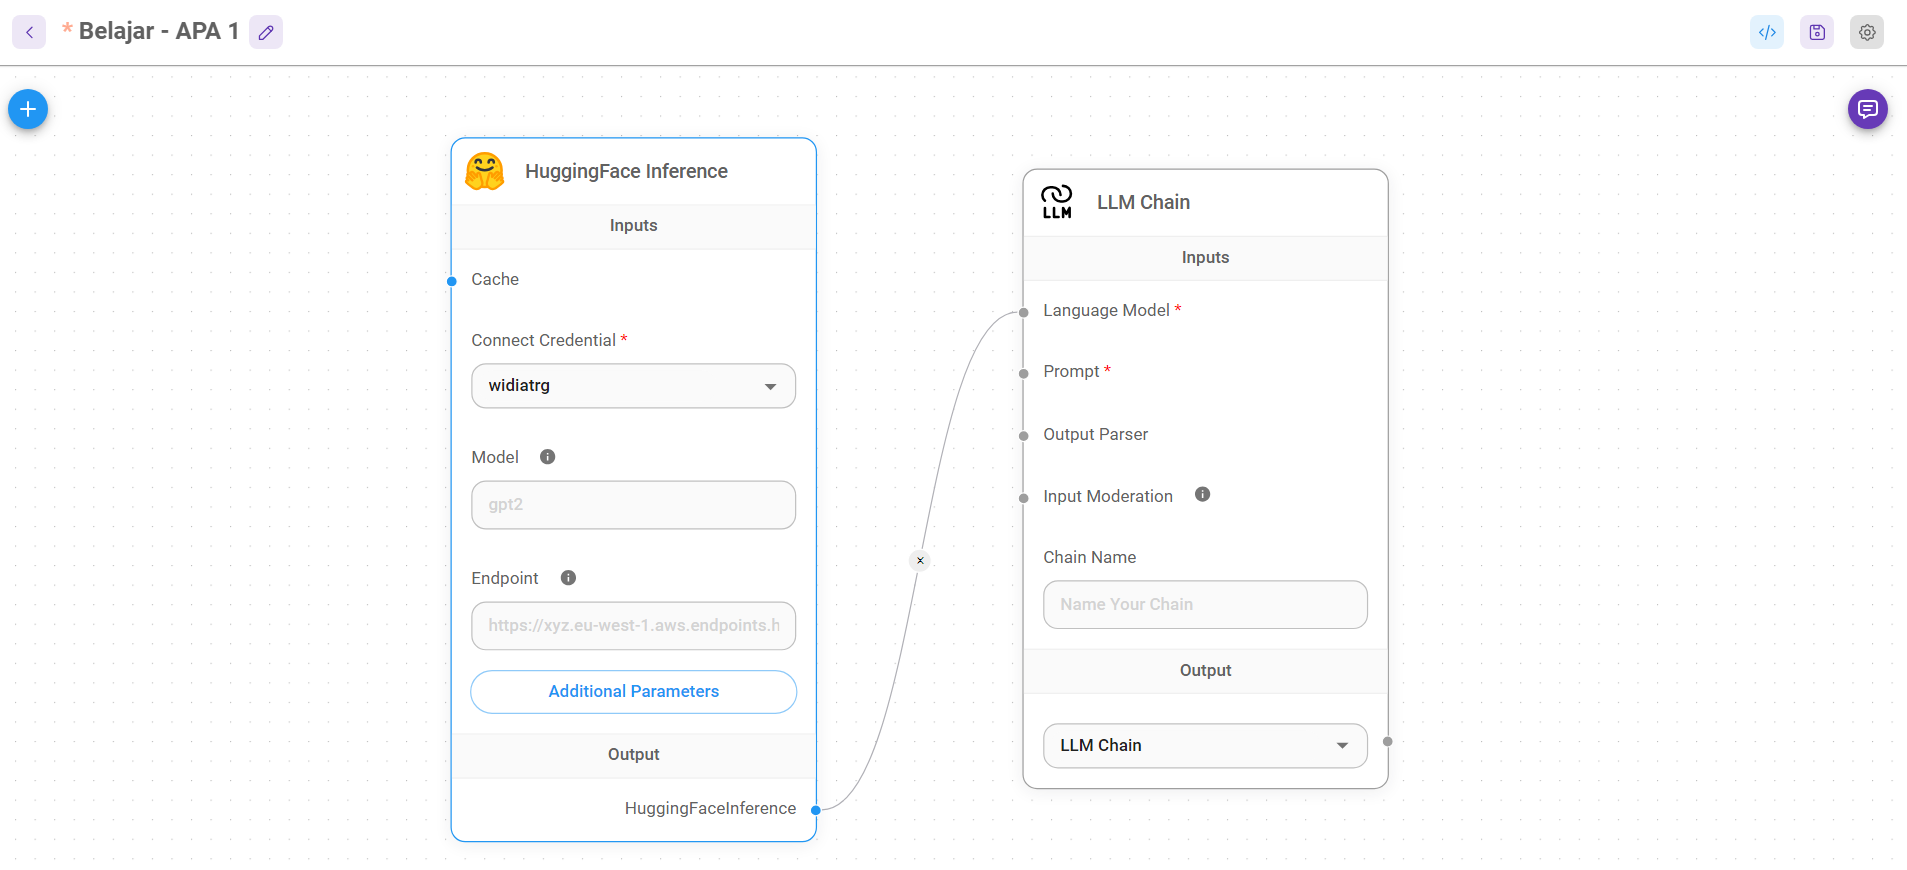 * Belajar - APA 1
HuggingFace Inference
Inputs
Cache
Connect Credential *
widiatrg
Model
gpt2
Endpoint
https://xyz.eu-west-1.aws.endpoints.h
Additional Parameters
Output
HuggingFaceInference
LLM
LLM Chain
Inputs
Language Model *
Prompt *
Output Parser
Input Moderation
Chain Name
Name Your Chain
Output
LLM Chain